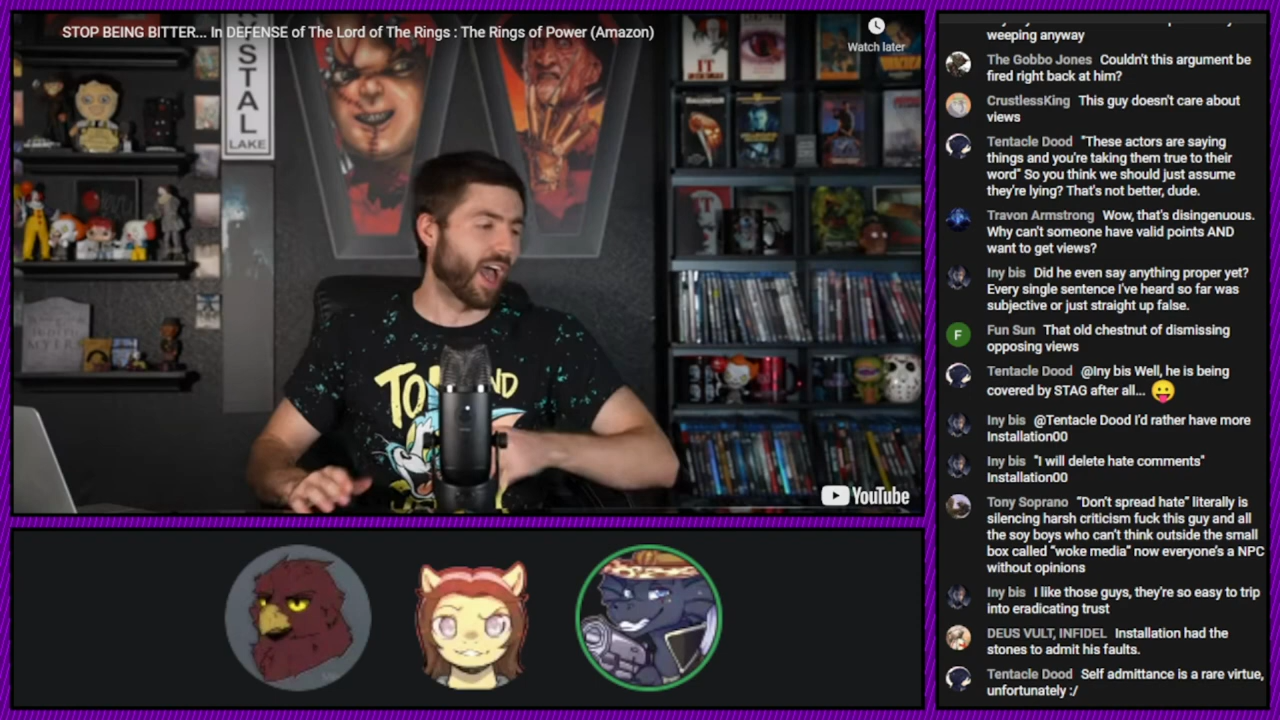 STOP BEING BITTER... In DEFENSE of The Lord of The Rings : The Rings of Power (Amazon)
Watch later
STAL
LAKE
IT
IT
TO
ND
YouTube
weeping anyway
The Gobbo Jones Couldn't this argument be
fired right back at him?
CrustlessKing This guy doesn't care about
views
Tentacle Dood "These actors are saying
things and you're taking them true to their
word" So you think we should just assume
they're lying? That's not better, dude.
Travon Armstrong Wow, that's disingenuous.
Why can't someone have valid points AND
want to get views?
Iny bis Did he even say anything proper yet?
Every single sentence I've heard so far was
subjective or just straight up false.
F Fun Sun That old chestnut of dismissing
opposing views
Tentacle Dood @Iny bis Well, he is being
covered by STAG after all... 😛
Iny bis @Tentacle Dood I'd rather have more
Installation00
Iny bis "I will delete hate comments"
Installation00
Tony Soprano "Don't spread hate" literally is
silencing harsh criticism fuck this guy and all
the soy boys who can't think outside the small
box called "woke media" now everyone's a NPC
without opinions
Iny bis I like those guys, they're so easy to trip
into eradicating trust
DEUS VULT, INFIDEL Installation had the
stones to admit his faults.
Tentacle Dood Self admittance is a rare virtue,
unfortunately :/